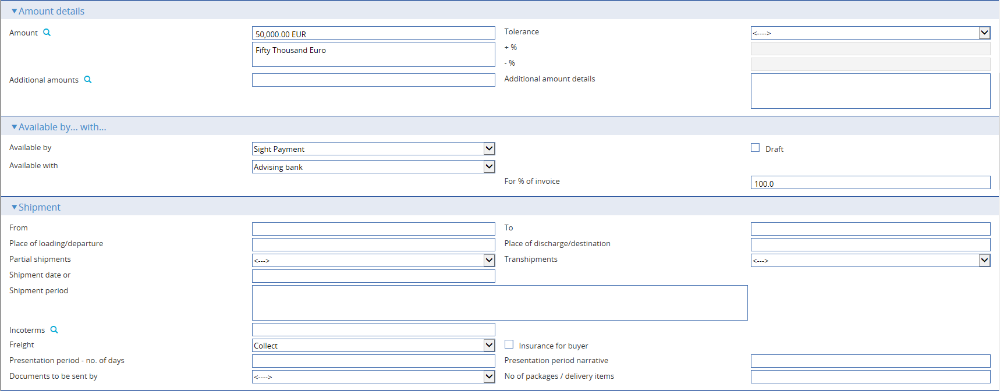 Amount details
Amount 50,000.00 EUR Tolerance <---->
Fifty Thousand Euro + %
- %
Additional amounts Additional amount details
Available by... with...
Available by Sight Payment Draft
Available with Advising bank
For % of invoice 100.0
Shipment
From To
Place of loading/departure Place of discharge/destination
Partial shipments <---> Transhipments <--->
Shipment date or
Shipment period
Incoterms
Freight Collect Insurance for buyer
Presentation period - no. of days Presentation period narrative
Documents to be sent by <----> No of packages / delivery items